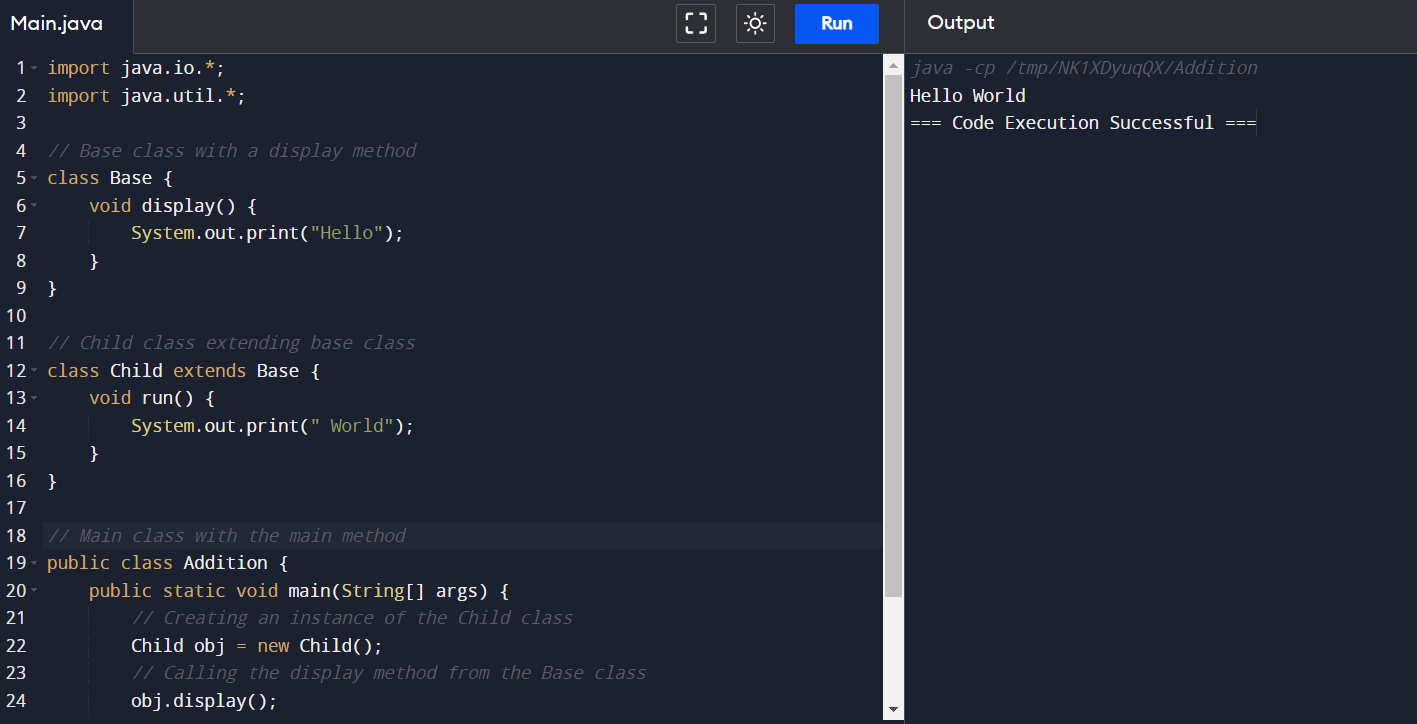 Main.java
Run
Output
1 import java.io.*;
2 import java.util.*;
3
4 // Base class with a display method
5 class Base {
6     void display() {
7         System.out.print("Hello");
8     }
9 }
10
11 // Child class extending base class
12 class Child extends Base {
13     void run() {
14         System.out.print(" World");
15     }
16 }
17
18 // Main class with the main method
19 public class Addition {
20     public static void main(String[] args) {
21         // Creating an instance of the Child class
22         Child obj = new Child();
23         // Calling the display method from the Base class
24         obj.display();
java -cp /tmp/NK1XDyuqQX/Addition
Hello World
=== Code Execution Successful ===